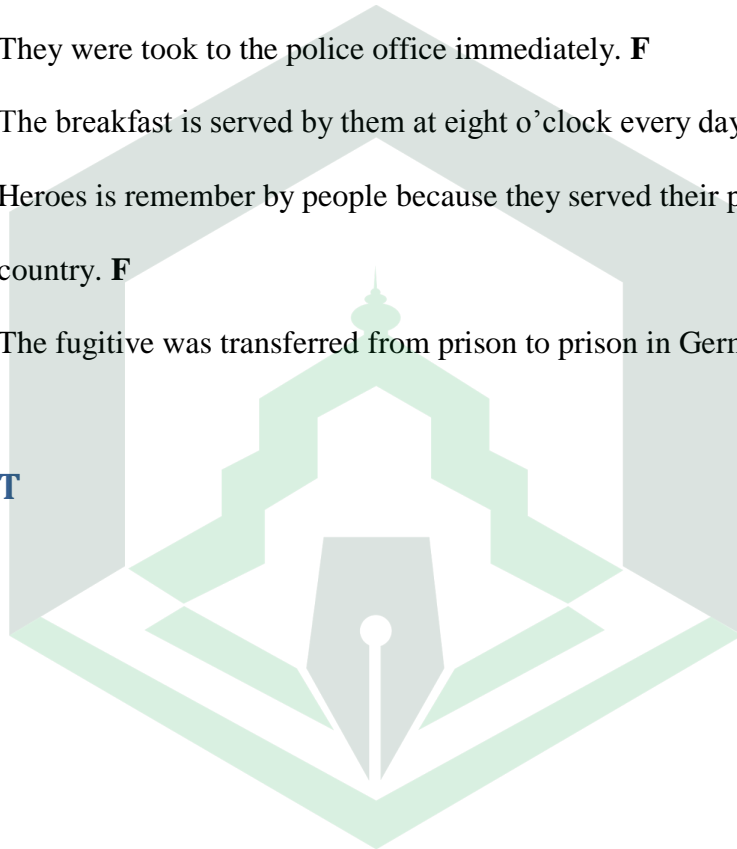 They were took to the police office immediately. F
The breakfast is served by them at eight o’clock every day
Heroes is remember by people because they served their
country. F
The fugitive was transferred from prison to prison in
T